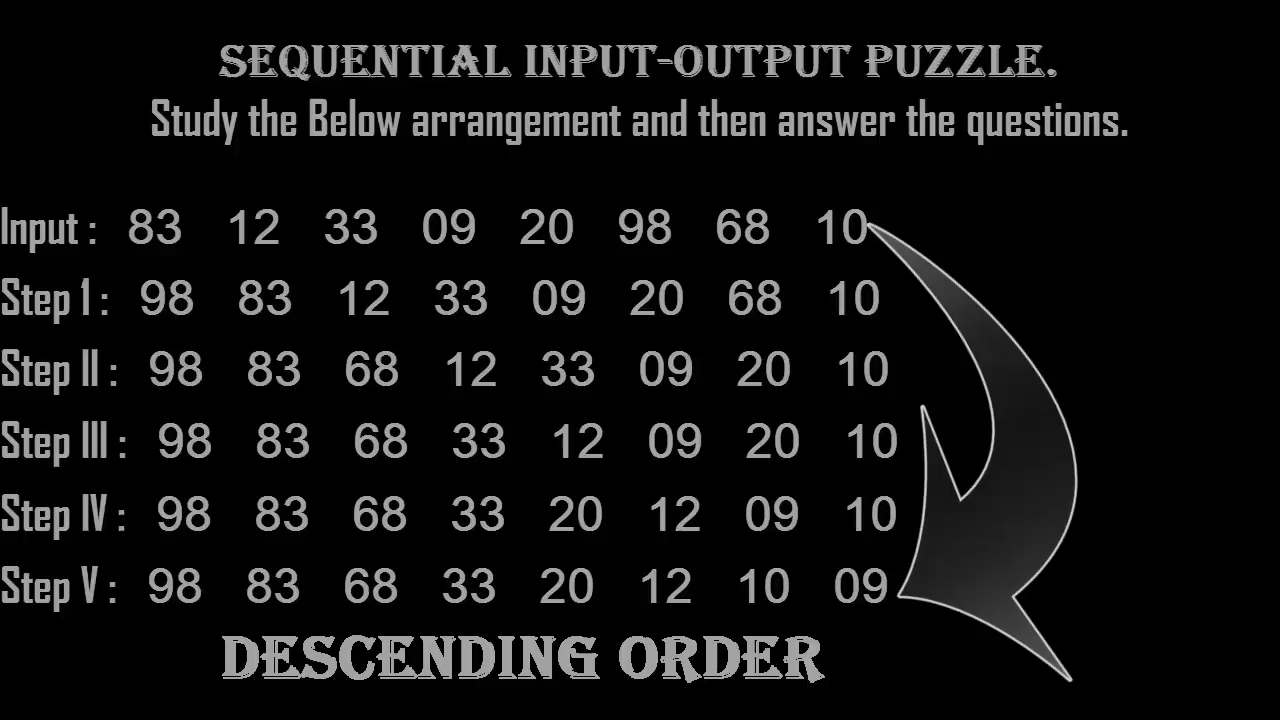 SEQUENTIAL INPUT-OUTPUT PUZZLE.
Study the Below arrangement and then answer the questions.
Input : 83 12 33 09 20 98 68 10
Step 1 : 98 83 12 33 09 20 68 10
Step II : 98 83 68 12 33 09 20 10
Step III : 98 83 68 33 12 09 20 10
Step IV : 98 83 68 33 20 12 09 10
Step V : 98 83 68 33 20 12 10 09
DESCENDING ORDER